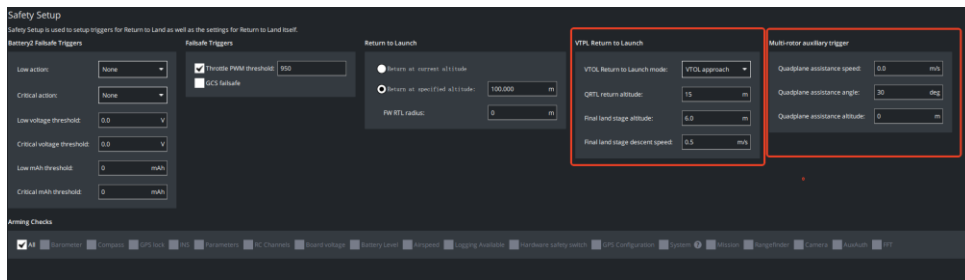 Safety Setup
Safety Setup is used to setup triggers for Return to Land as well as the settings for Return to Land itself.
Battery2 Failsafe Triggers
Low action: None
Critical action: None
Low voltage threshold: 0.0 V
Critical voltage threshold: 0.0 V
Low mAh threshold: 0 mAh
Critical mAh threshold: 0 mAh
Failsafe Triggers
Throttle PWM threshold: 950
GCS failsafe
Return to Launch
Return at current altitude
Return at specified altitude: 100.000 m
FW RTL radius: 0 m
VTPL Return to Launch
VTOL Return to Launch mode: VTOL approach
QRTL return altitude: 15 m
Final land stage altitude: 6.0 m
Final land stage descent speed: 0.5 m/s
Multi-rotor auxiliary trigger
Quadplane assistance speed: 0.0 m/s
Quadplane assistance angle: 30 deg
Quadplane assistance altitude: 0 m
Arming Checks
All Barometer Compass GPS lock INS Parameters RC Channels Board voltage Battery Level Airspeed Logging Available Hardware safety switch GPS Configuration System ? Mission Rangefinder Camera AuxAuth FFT